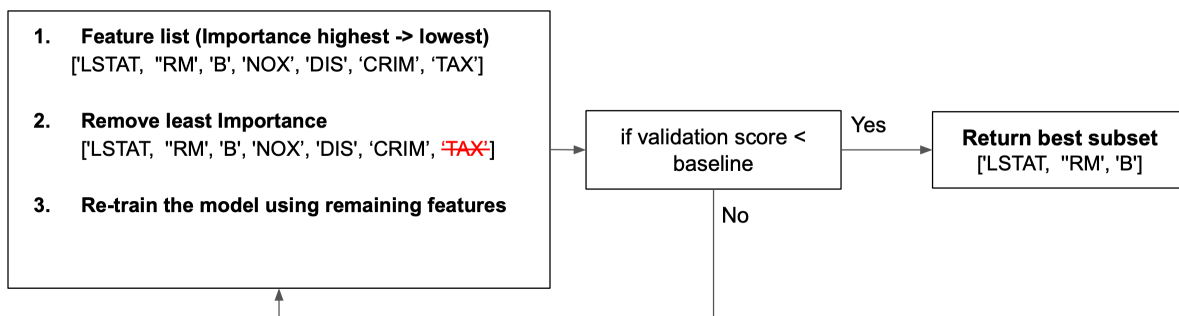 1. Feature list (Importance highest -> lowest)
['LSTAT, "RM', 'B', 'NOX’, 'DIS', ‘CRIM’, ‘TAX’]
2. Remove least Importance
['LSTAT, "RM', 'B', 'NOX’, 'DIS', ‘CRIM’, ‘TAX’]
3. Re-train the model using remaining features
if validation score <
baseline
Yes
No
Return best subset
['LSTAT, "RM', 'B']